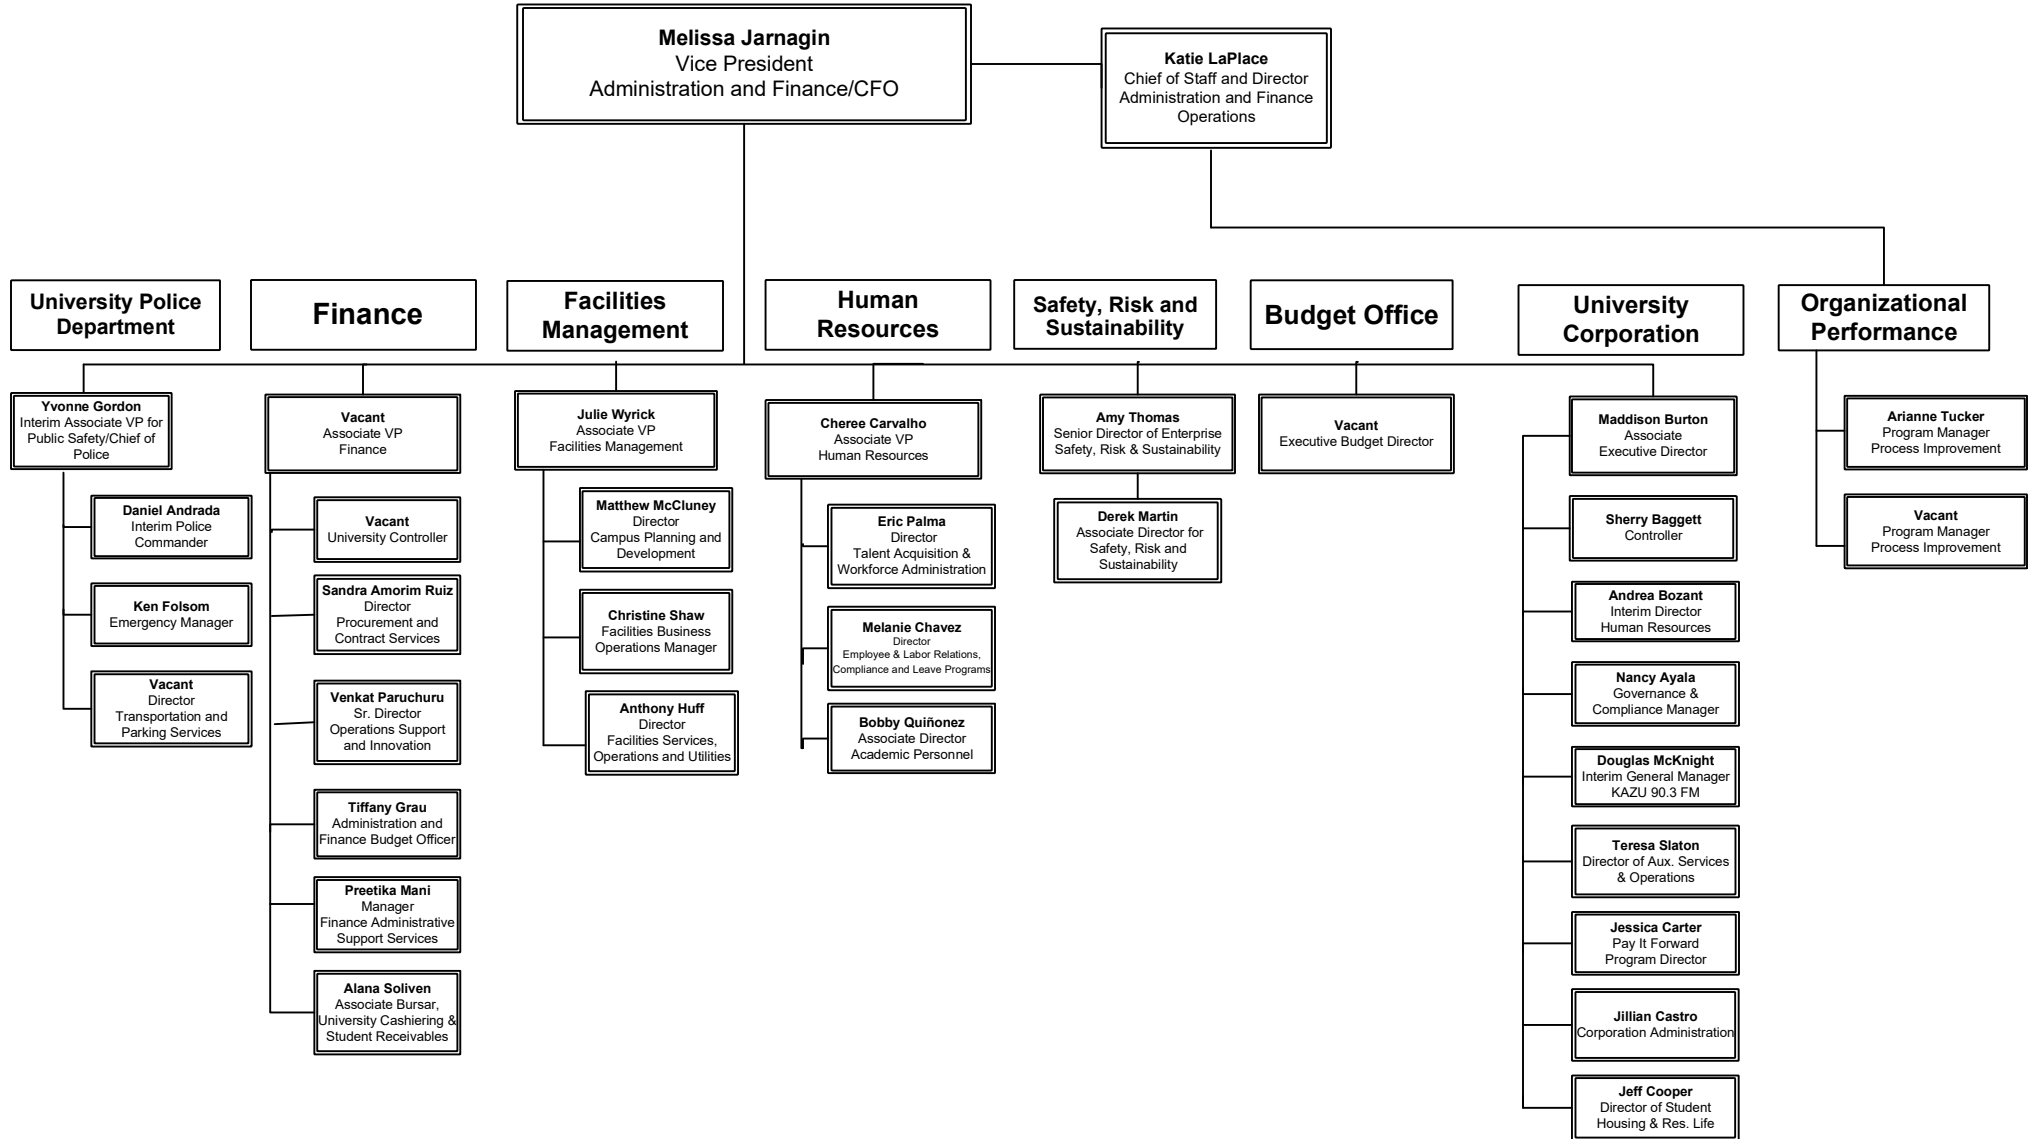 Melissa Jarnagin
Vice President
Administration and Finance/CFO
Katie LaPlace
Chief of Staff and Director
Administration and Finance
Operations
University Police
Department
Yvonne Gordon
Interim Associate VP for
Public Safety/Chief of
Police
Daniel Andrada
Interim Police
Commander
Ken Folsom
Emergency Manager
Vacant
Director
Transportation and
Parking Services
Finance
Vacant
Associate VP
Finance
Vacant
University Controller
Sandra Amorim Ruiz
Director
Procurement and
Contract Services
Venkat Paruchuru
Sr. Director
Operations Support
and Innovation
Tiffany Grau
Administration and
Finance Budget Officer
Preetika Mani
Manager
Finance Administrative
Support Services
Alana Soliven
Associate Bursar,
University Cashiering &
Student Receivables
Facilities
Management
Julie Wyrick
Associate VP
Facilities Management
Matthew McCluney
Director
Campus Planning and
Development
Christine Shaw
Facilities Business
Operations Manager
Anthony Huff
Director
Facilities Services,
Operations and Utilities
Human
Resources
Cheree Carvalho
Associate VP
Human Resources
Eric Palma
Director
Talent Acquisition &
Workforce Administration
Melanie Chavez
Director
Employee & Labor Relations,
Compliance and Leave Programs
Bobby Quiñonez
Associate Director
Academic Personnel
Safety, Risk and
Sustainability
Amy Thomas
Senior Director of Enterprise
Safety, Risk & Sustainability
Derek Martin
Associate Director for
Safety, Risk and
Sustainability
Budget Office
Vacant
Executive Budget Director
University
Corporation
Maddison Burton
Associate
Executive Director
Sherry Baggett
Controller
Andrea Bozant
Interim Director
Human Resources
Nancy Ayala
Governance &
Compliance Manager
Douglas McKnight
Interim General Manager
KAZU 90.3 FM
Teresa Slaton
Director of Aux. Services
& Operations
Jessica Carter
Pay It Forward
Program Director
Jillian Castro
Corporation Administration
Jeff Cooper
Director of Student
Housing & Res. Life
Organizational
Performance
Arianne Tucker
Program Manager
Process Improvement
Vacant
Program Manager
Process Improvement